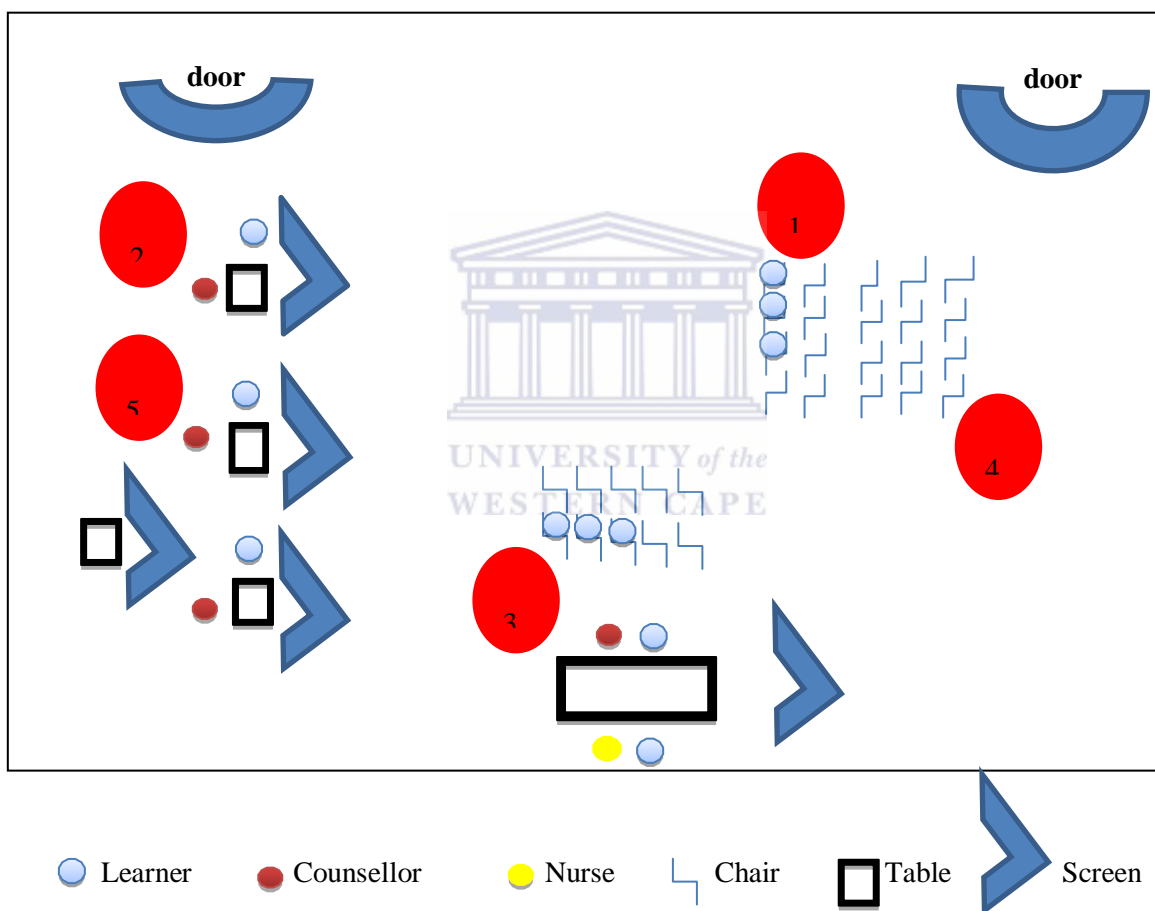 door
door
1
2
5
4
UNIVERSITY of the
WESTERN CAPE
3
Learner
Counsellor
Nurse
Chair
Table
Screen